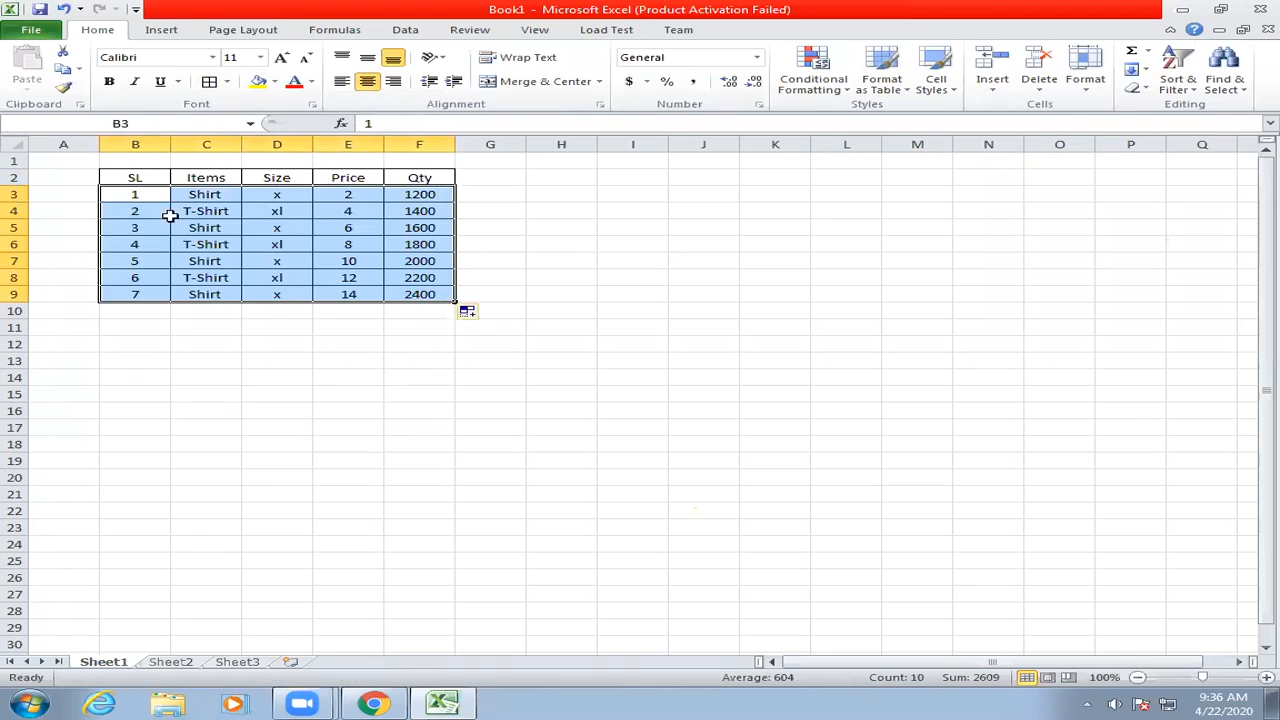 Book1 - Microsoft Excel (Product Activation Failed)
File Home Insert Page Layout Formulas Data Review View Load Test Team
Calibri 11 Wrap Text General
Paste B I U Merge & Center $ % , Conditional Formatting Format as Table Cell Styles Insert Delete Format Sort & Filter Find & Select
Clipboard Font Alignment Number Styles Cells Editing
B3 fx 1
A B C D E F G H I J K L M N O P Q
1
2 SL Items Size Price Qty
3 1 Shirt x 2 1200
4 2 T-Shirt xl 4 1400
5 3 Shirt x 6 1600
6 4 T-Shirt xl 8 1800
7 5 Shirt x 10 2000
8 6 T-Shirt xl 12 2200
9 7 Shirt x 14 2400
10
11
12
13
14
15
16
17
18
19
20
21
22
23
24
25
26
27
28
29
30
Sheet1 Sheet2 Sheet3
Ready Average: 604 Count: 10 Sum: 2609 100%
9:36 AM
4/22/2020